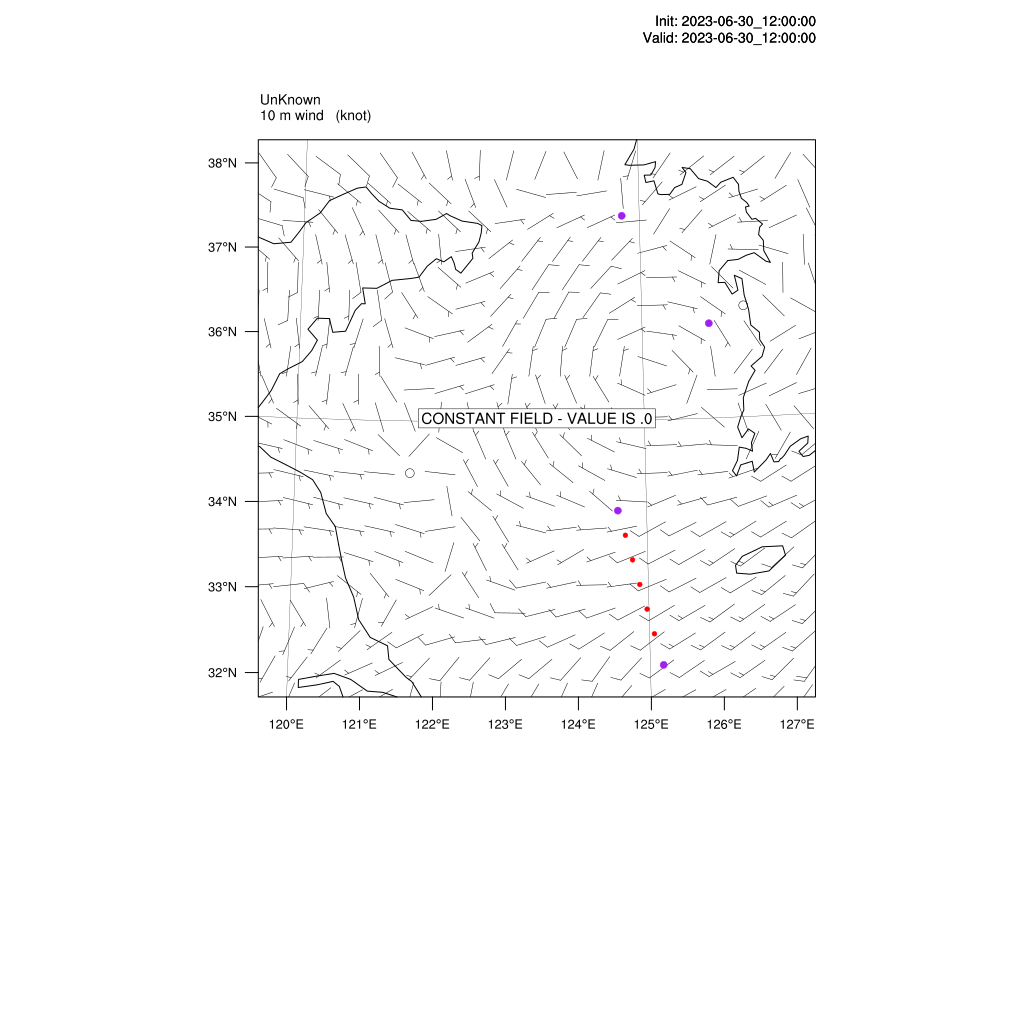 Init: 2023-06-30_12:00:00
Valid: 2023-06-30_12:00:00
UnKnown
10 m wind (knot)
38°N
37°N
36°N
35°N
CONSTANT FIELD - VALUE IS .0
34°N
33°N
32°N
120°E 121°E 122°E 123°E 124°E 125°E 126°E 127°E